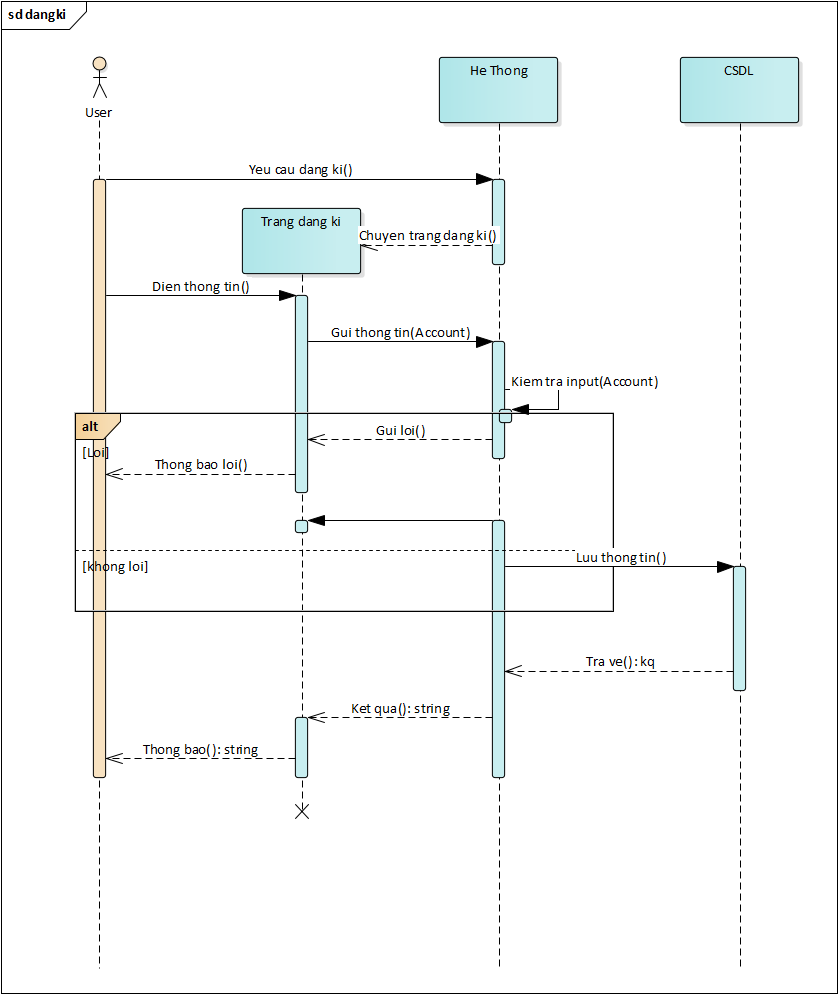 sd dangki
He Thong
CSDL
User
Yeu cau dang ki()
Trang dang ki
Chuyen trang dang ki()
Dien thong tin()
Gui thong tin(Account)
Kiem tra input(Account)
alt
Gui loi()
[Loi]
Thong bao loi()
Luu thong tin()
[khong loi]
Tra ve(): kq
Ket qua(): string
Thong bao(): string